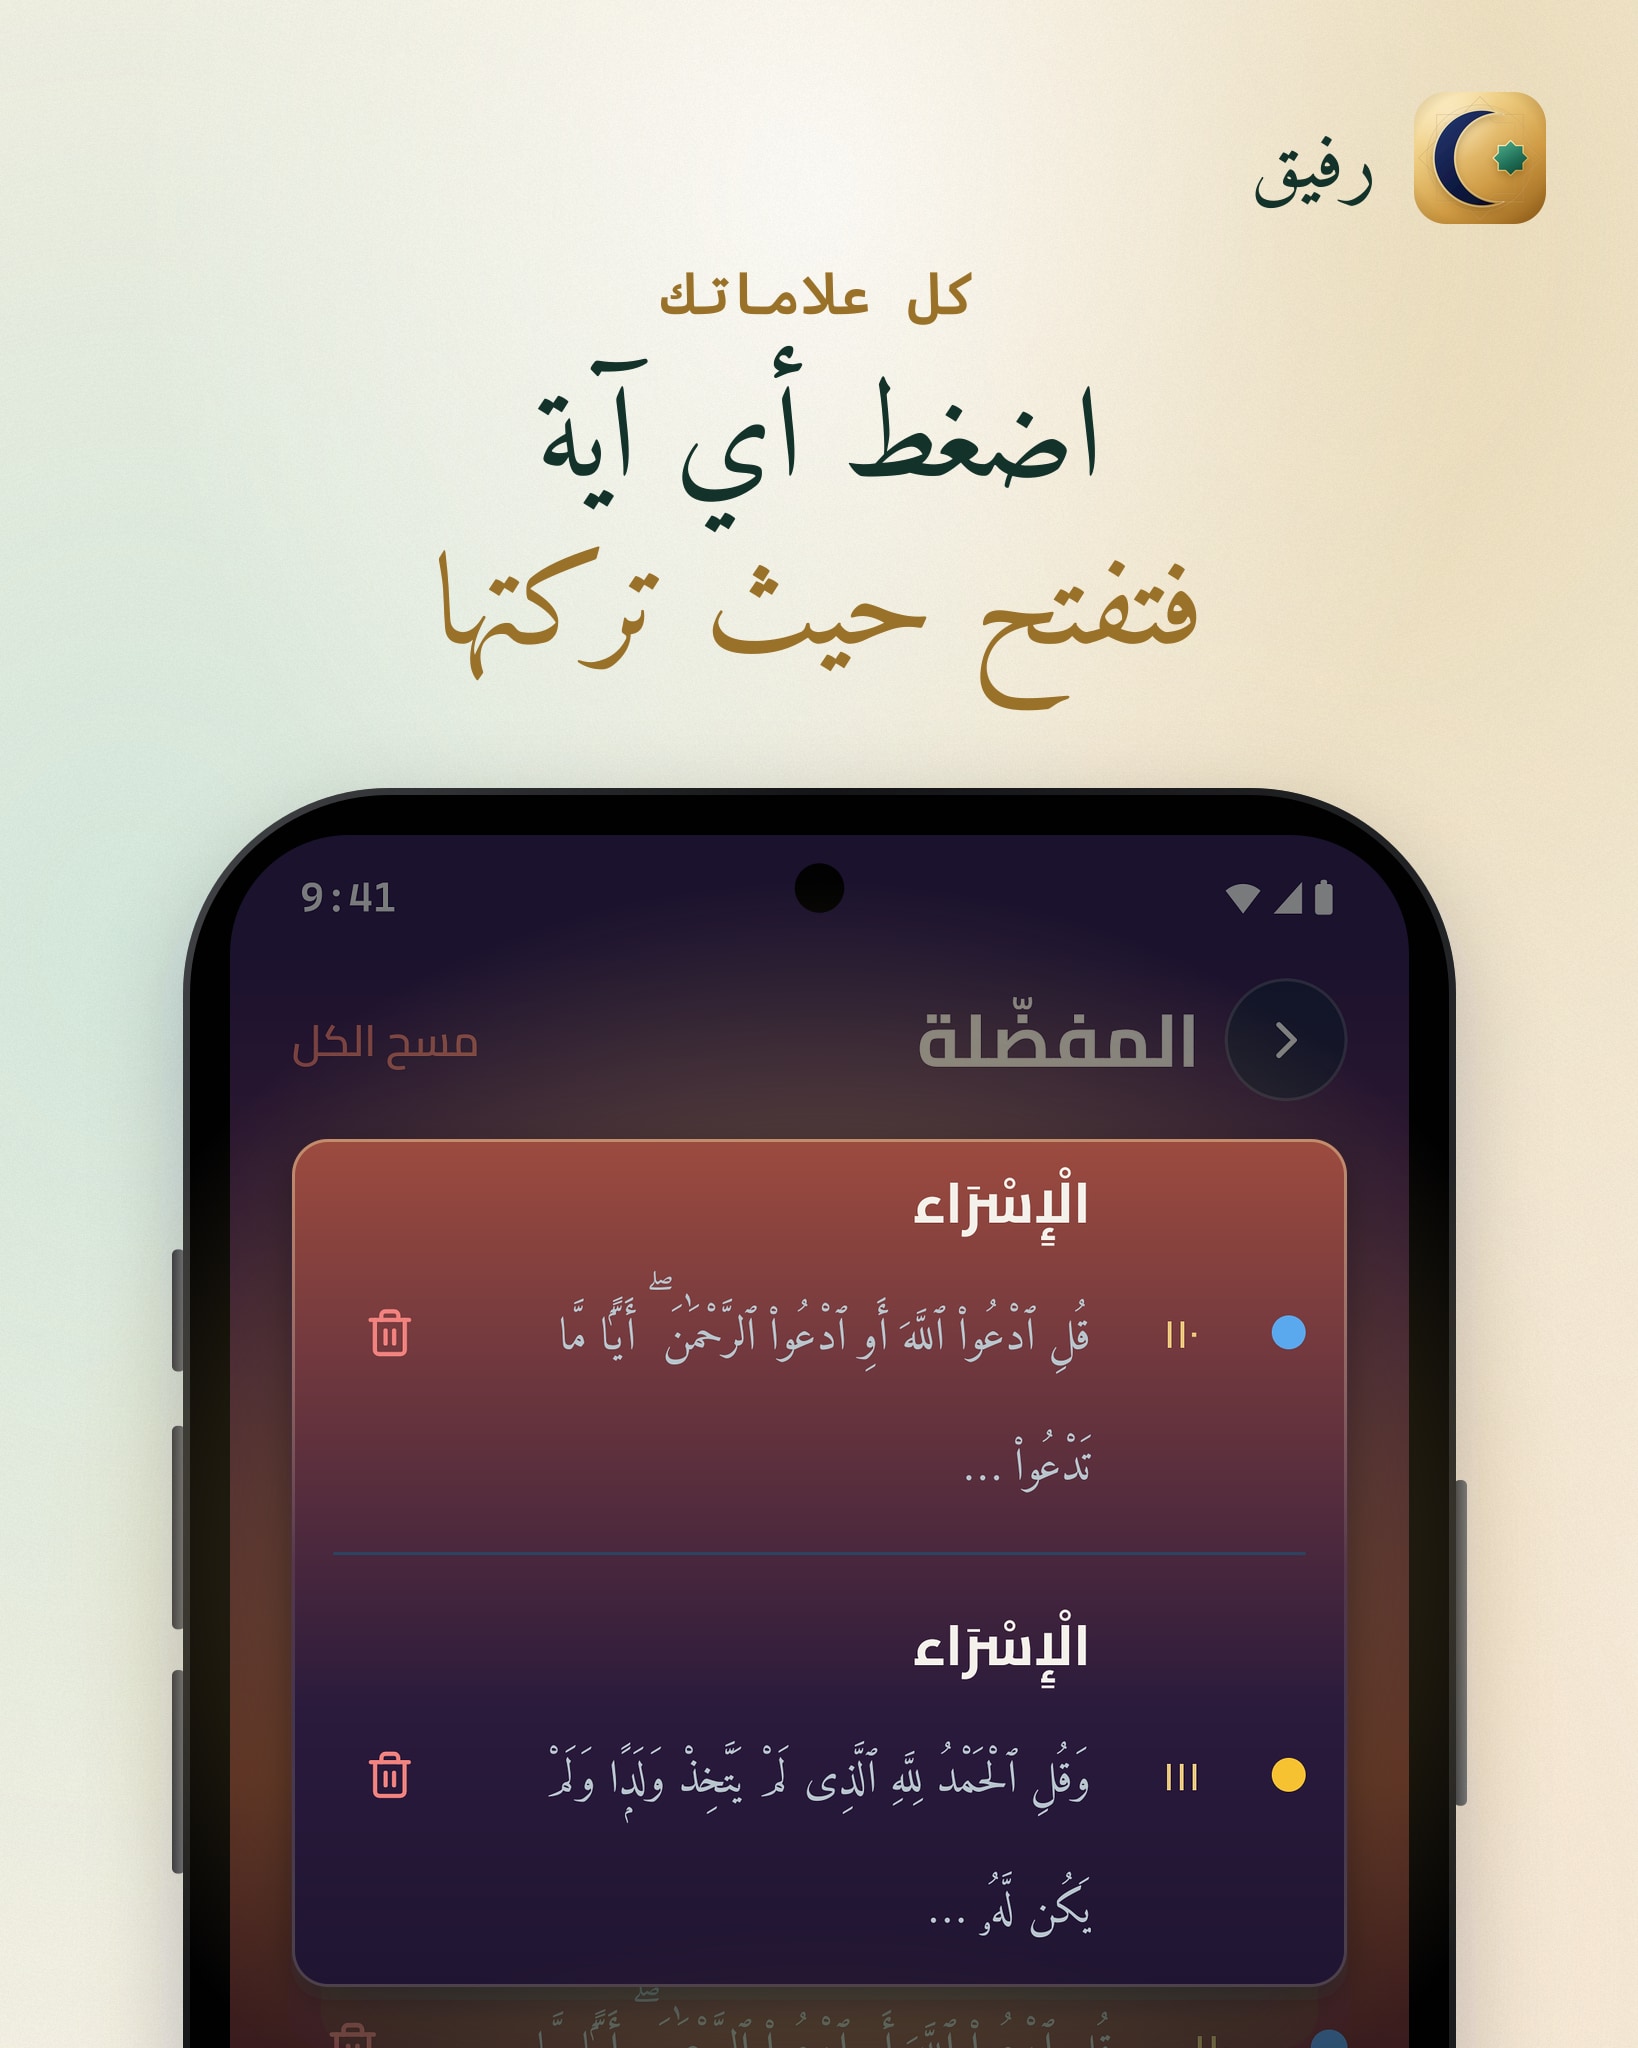 رفيق
كل علاماتك
اضغط أي آية
فتفتح حيث تركتها
9:41
المفضّلة
مسح الكل
الْإِسْرَاء
١١٠
قُلِ ٱدْعُوا۟ ٱللَّهَ أَوِ ٱدْعُوا۟ ٱلرَّحْمَـٰنَ ۖ أَيًّۭا مَّا
تَدْعُوا۟ ...
الْإِسْرَاء
١١١
وَقُلِ ٱلْحَمْدُ لِلَّهِ ٱلَّذِى لَمْ يَتَّخِذْ وَلَدًۭا وَلَمْ
يَكُن لَّهُۥ ...